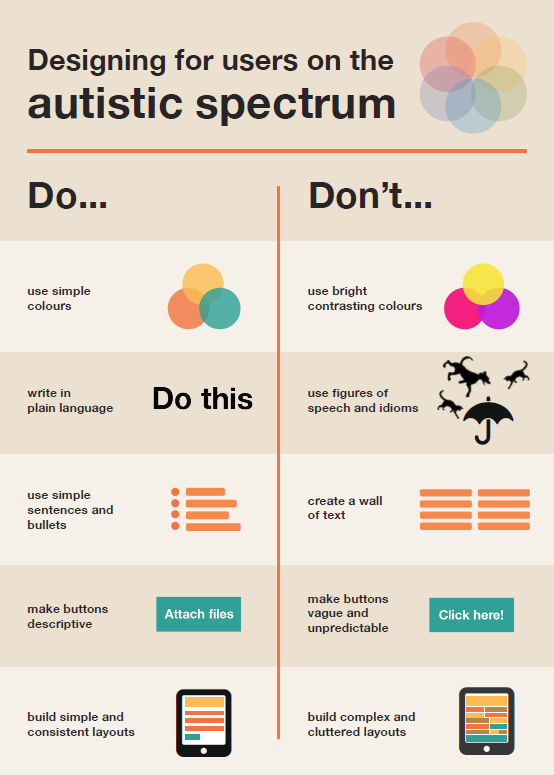 Designing for users on the
autistic spectrum
Do...
Don't...
use simple
colours
use bright
contrasting colours
write in
plain language
Do this
use figures of
speech and idioms
use simple
sentences and
bullets
create a wall
of text
make buttons
descriptive
Attach files
make buttons
vague and
unpredictable
Click here!
build simple and
consistent layouts
build complex and
cluttered layouts